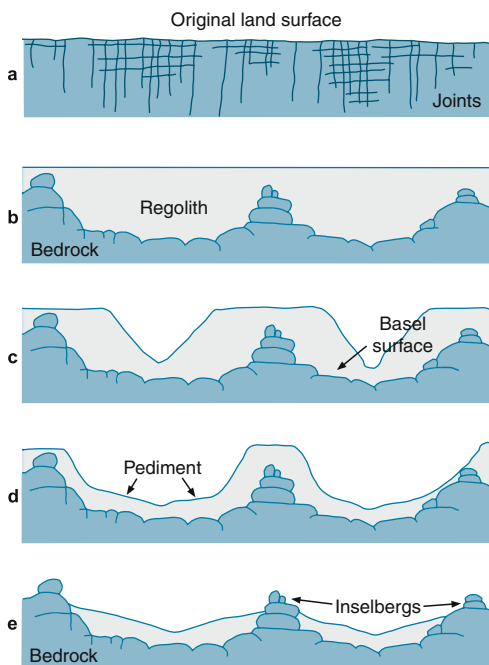 Original land surface
a
Joints
b
Regolith
Bedrock
c
Basel
surface
d
Pediment
e
Inselbergs
Bedrock